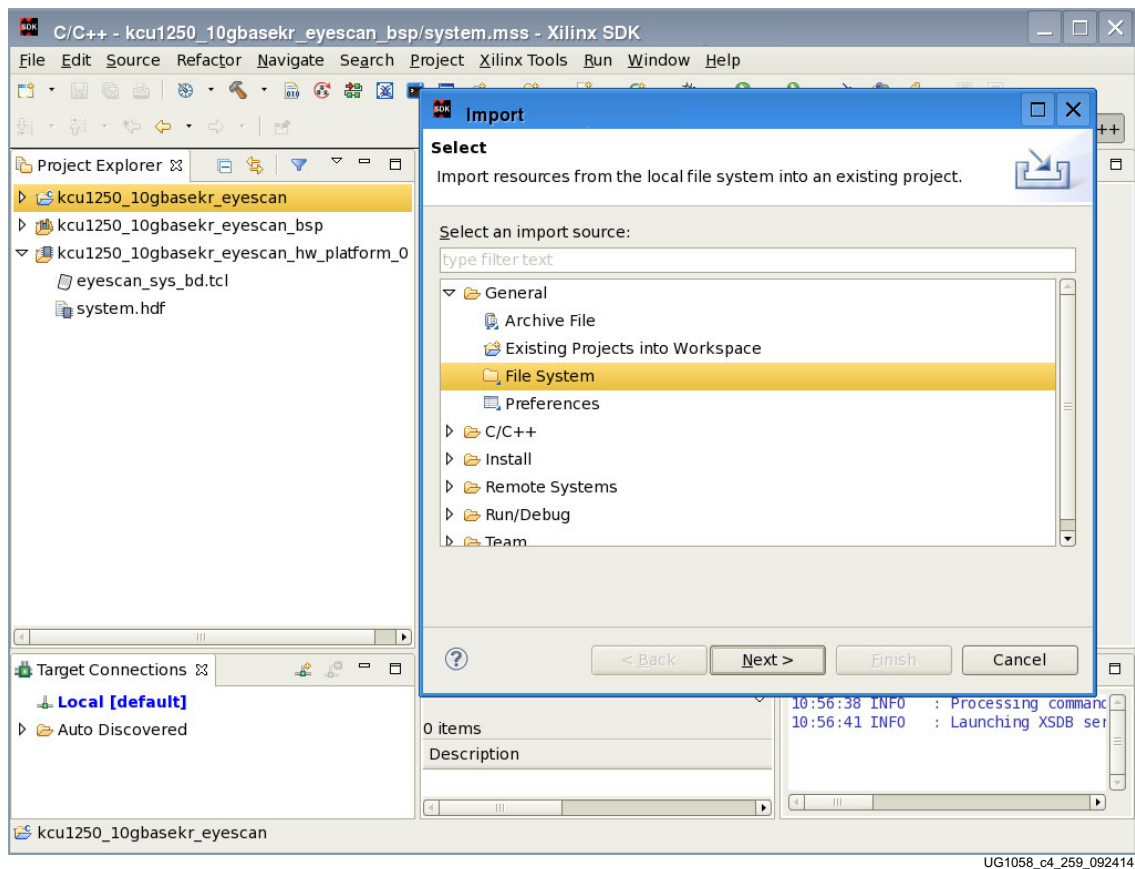 C/C++ - kcu1250_10gbasekr_eyescan_bsp/system.mss - Xilinx SDK
File Edit Source Refactor Navigate Search Project Xilinx Tools Run Window Help
Project Explorer
kcu1250_10gbasekr_eyescan
kcu1250_10gbasekr_eyescan_bsp
kcu1250_10gbasekr_eyescan_hw_platform_0
eyescan_sys_bd.tcl
system.hdf
SDK Import
Select
Import resources from the local file system into an existing project.
Select an import source:
type filter text
General
Archive File
Existing Projects into Workspace
File System
Preferences
C/C++
Install
Remote Systems
Run/Debug
Team
< Back Next > Finish Cancel
++
Target Connections
Local [default]
Auto Discovered
0 items
Description
10:56:38 INFO : Processing command
10:56:41 INFO : Launching XSDB ser
kcu1250_10gbasekr_eyescan
UG1058_c4_259_092414